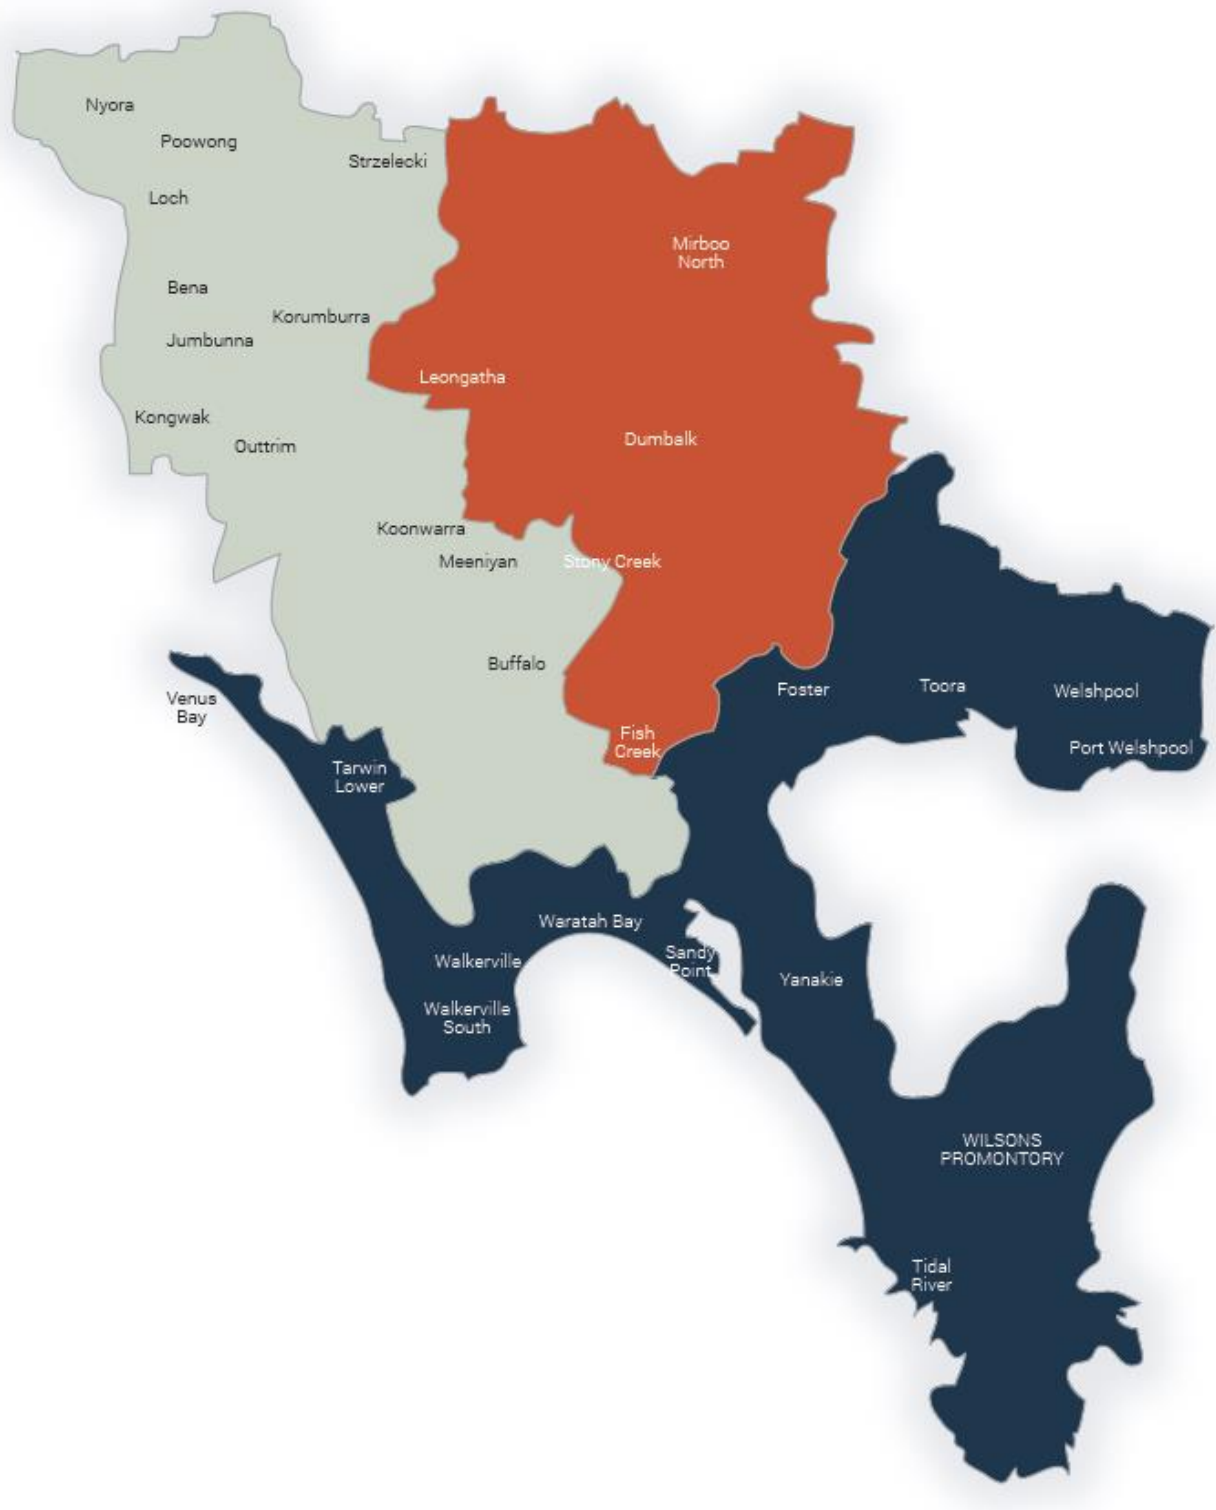 Nyora
Poowong
Strzelecki
Loch
Mirboo
North
Bena
Korumburra
Jumbunna
Leongatha
Kongwak
Outtrim
Dumbalk
Koonwarra
Meeniyan
Stony Creek
Buffalo
Venus
Bay
Foster
Toora
Welshpool
Fish
Creek
Port Welshpool
Tarwin
Lower
Waratah Bay
Walkerville
Sandy
Point
Yanakie
Walkerville
South
WILSONS
PROMONTORY
Tidal
River